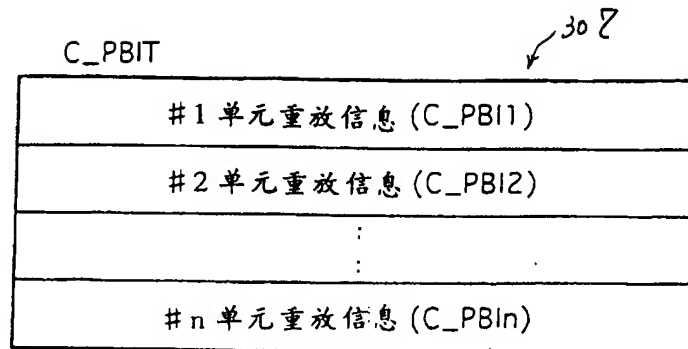 C_PBIT
307
#1 单元重放信息 (C_PBI1)
#2 单元重放信息 (C_PBI2)
⋮
#n 单元重放信息 (C_PBIn)